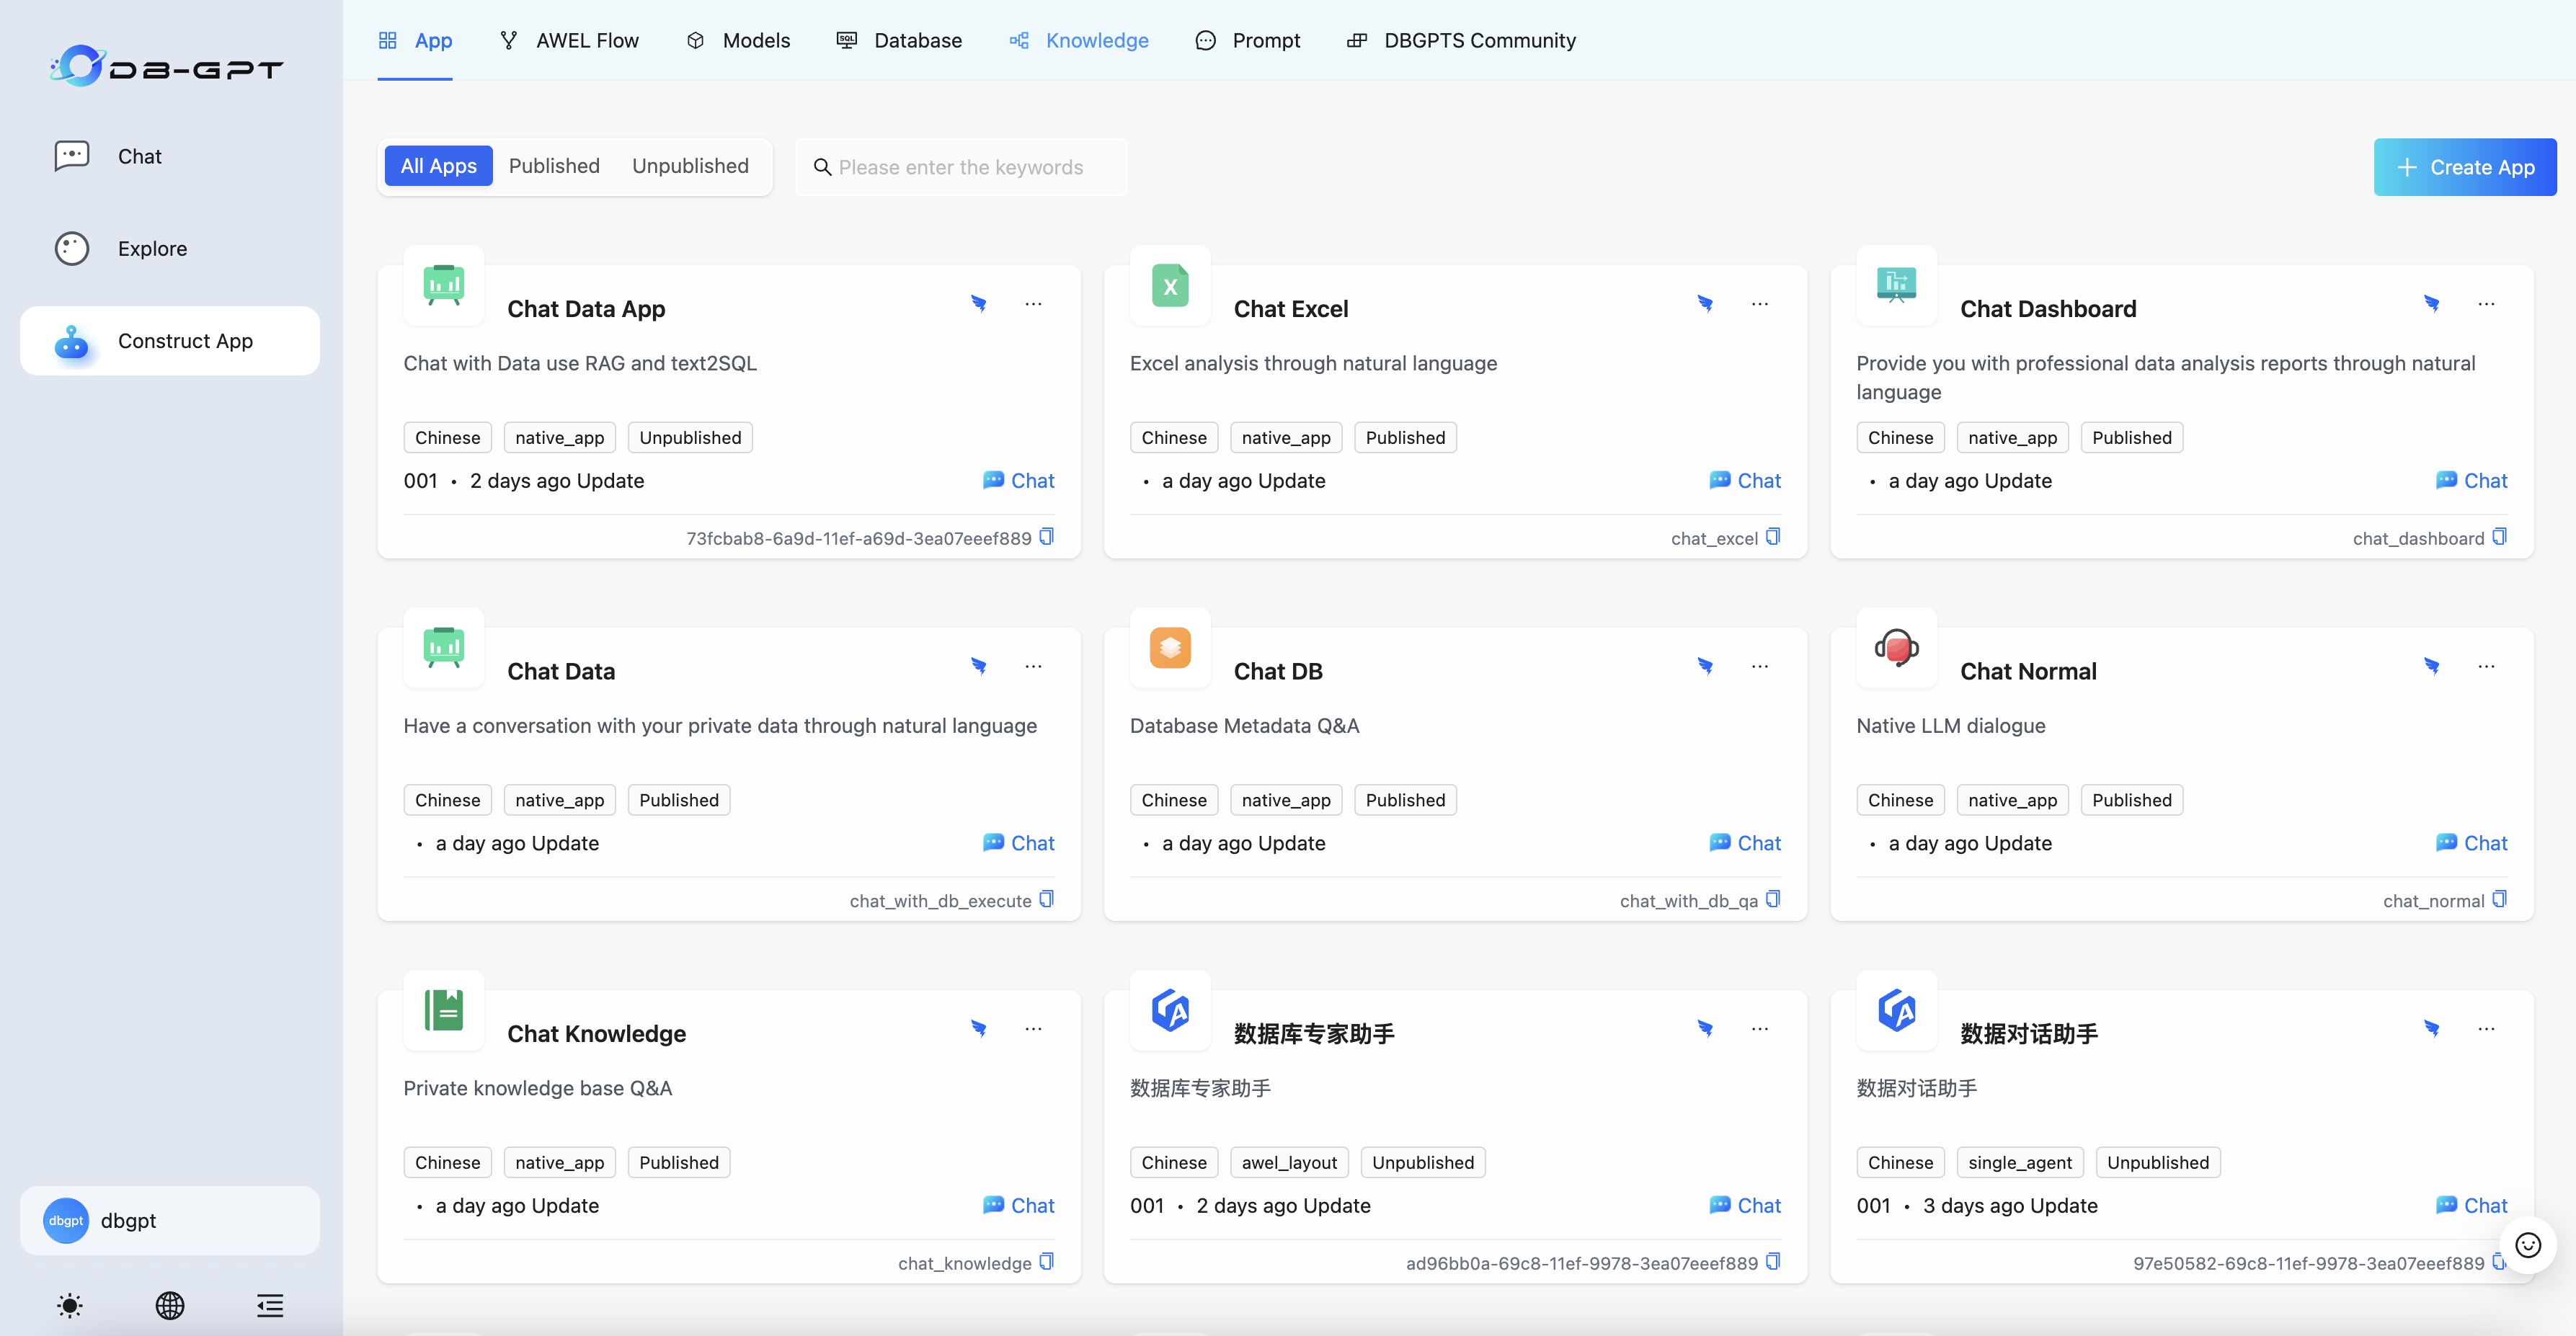 DB-GPT
Chat
Explore
Construct App
dbgpt
dbgpt
App
AWEL Flow
Models
SQL
Database
Knowledge
Prompt
DBGPTS Community
All Apps
Published
Unpublished
Please enter the keywords
Create App
Chat Data App
Chat with Data use RAG and text2SQL
Chinese
native_app
Unpublished
001 • 2 days ago Update
Chat
73fcbab8-6a9d-11ef-a69d-3ea07eeef889
X
Chat Excel
Excel analysis through natural language
Chinese
native_app
Published
• a day ago Update
Chat
chat_excel
Chat Dashboard
Provide you with professional data analysis reports through natural
language
Chinese
native_app
Published
• a day ago Update
Chat
chat_dashboard
Chat Data
Have a conversation with your private data through natural language
Chinese
native_app
Published
• a day ago Update
Chat
chat_with_db_execute
Chat DB
Database Metadata Q&A
Chinese
native_app
Published
• a day ago Update
Chat
chat_with_db_qa
Chat Normal
Native LLM dialogue
Chinese
native_app
Published
• a day ago Update
Chat
chat_normal
Chat Knowledge
Private knowledge base Q&A
Chinese
native_app
Published
• a day ago Update
Chat
chat_knowledge
数据库专家助手
数据库专家助手
Chinese
awel_layout
Unpublished
001 • 2 days ago Update
Chat
ad96bb0a-69c8-11ef-9978-3ea07eeef889
数据对话助手
数据对话助手
Chinese
single_agent
Unpublished
001 • 3 days ago Update
Chat
97e50582-69c8-11ef-9978-3ea07eeef889